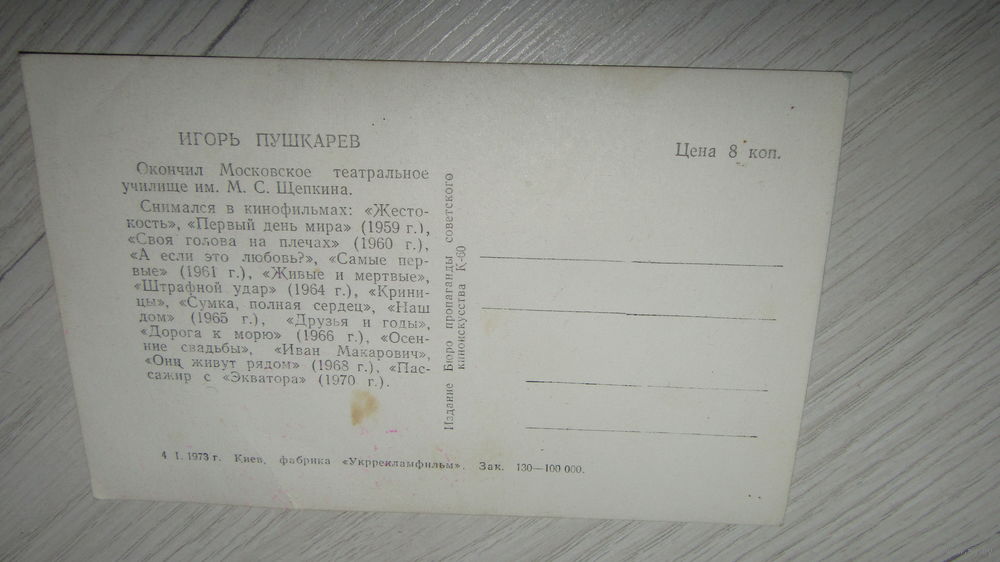 ИГОРЬ ПУШКАРЕВ
Окончил Московское театральное
училище им. М. С. Щепкина.
Снимался в кинофильмах: «Жесто-
кость», «Первый день мира» (1959 г.),
«Своя голова на плечах» (1960 г.),
«А если это любовь?», «Самые пер-
вые» (1961 г.), «Живые и мертвые»,
«Штрафной удар» (1964 г.), «Крини-
цы», «Сумка, полная сердец», «Наш
дом» (1965 г.), «Друзья и годы»,
«Дорога к морю» (1966 г.), «Осен-
ние свадьбы», «Иван Макарович»,
«Они живут рядом» (1968 г.), «Пас-
сажир с «Экватора» (1970 г.).
4 I. 1973 г. Киев, фабрика «Укррекламфильм». Зак. 130—100 000.
Издание Бюро пропаганды советского
киноискусства К-60
Цена 8 коп.